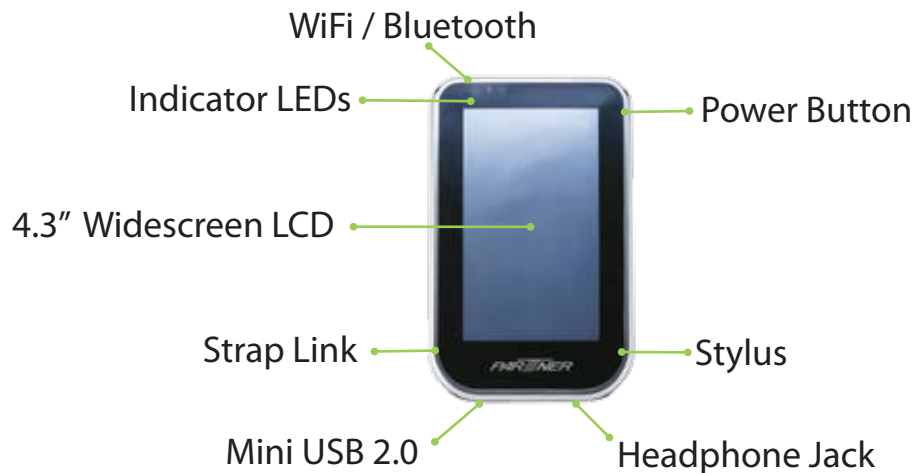 WiFi / Bluetooth
Indicator LEDs
Power Button
4.3” Widescreen LCD
Strap Link
Stylus
PARTNER
Mini USB 2.0
Headphone Jack